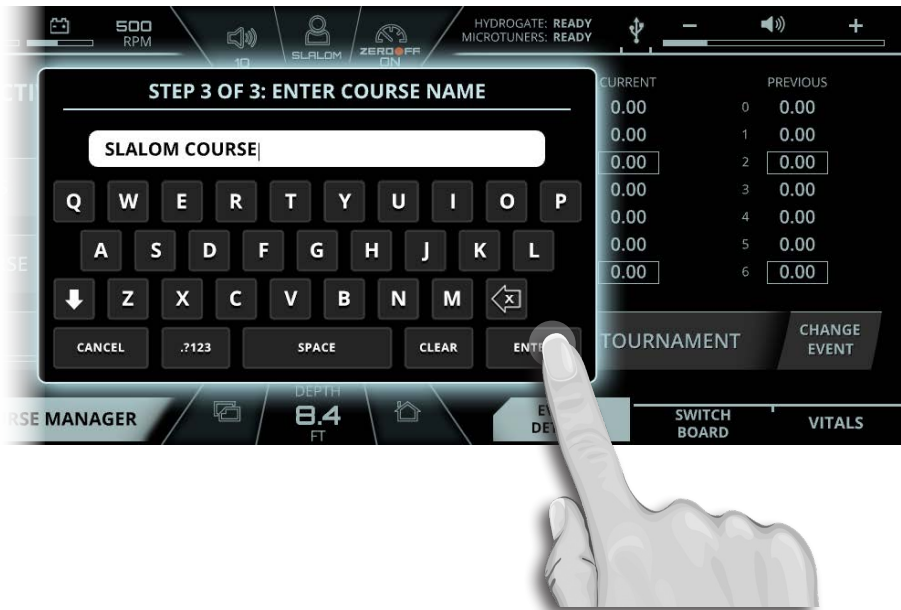 500
RPM
10
SLALOM
ZEROOFF
ON
HYDROGATE: READY
MICROTUNERS: READY
−
+
STEP 3 OF 3: ENTER COURSE NAME
SLALOM COURSE
Q W E R T Y U I O P
A S D F G H J K L
Z X C V B N M
X
CANCEL .?123 SPACE CLEAR ENTE
CURRENT PREVIOUS
0.00 0 0.00
0.00 1 0.00
0.00 2 0.00
0.00 3 0.00
0.00 4 0.00
0.00 5 0.00
0.00 6 0.00
TOURNAMENT
CHANGE
EVENT
RSE MANAGER
DEPTH
8.4
FT
SWITCH
BOARD
VITALS